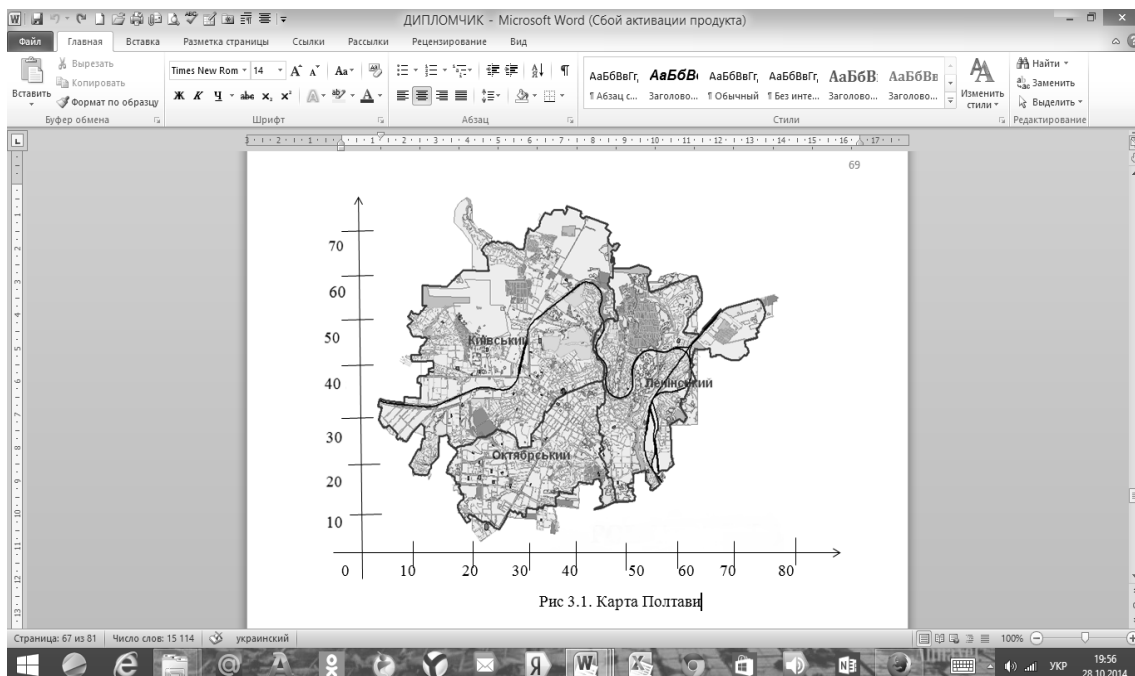 ДИПЛОМЧИК - Microsoft Word (Сбой активации продукта)
Файл Главная Вставка Разметка страницы Ссылки Рассылки Рецензирование Вид
Вставить
Вырезать
Копировать
Формат по образцу
Буфер обмена
Times New Rom 14
Ж К Ч abc x₂ x²
Шрифт
Абзац
АаБбВвГг, АаБбВв АаБбВвГг, АаБбВвГг, АаБбВ АаБбВв
¶ Абзац с... Заголово... ¶ Обычный ¶ Без инте... Заголово... Заголово...
Изменить стили
Стили
Найти
Заменить
Выделить
Редактирование
69
70
60
50
40
30
20
10
Київський
Ленінський
Октябрський
0 10 20 30 40 50 60 70 80
Рис 3.1. Карта Полтави
Страница: 67 из 81 Число слов: 15 114 украинский 100%
УКР 19:56
28.10.2014